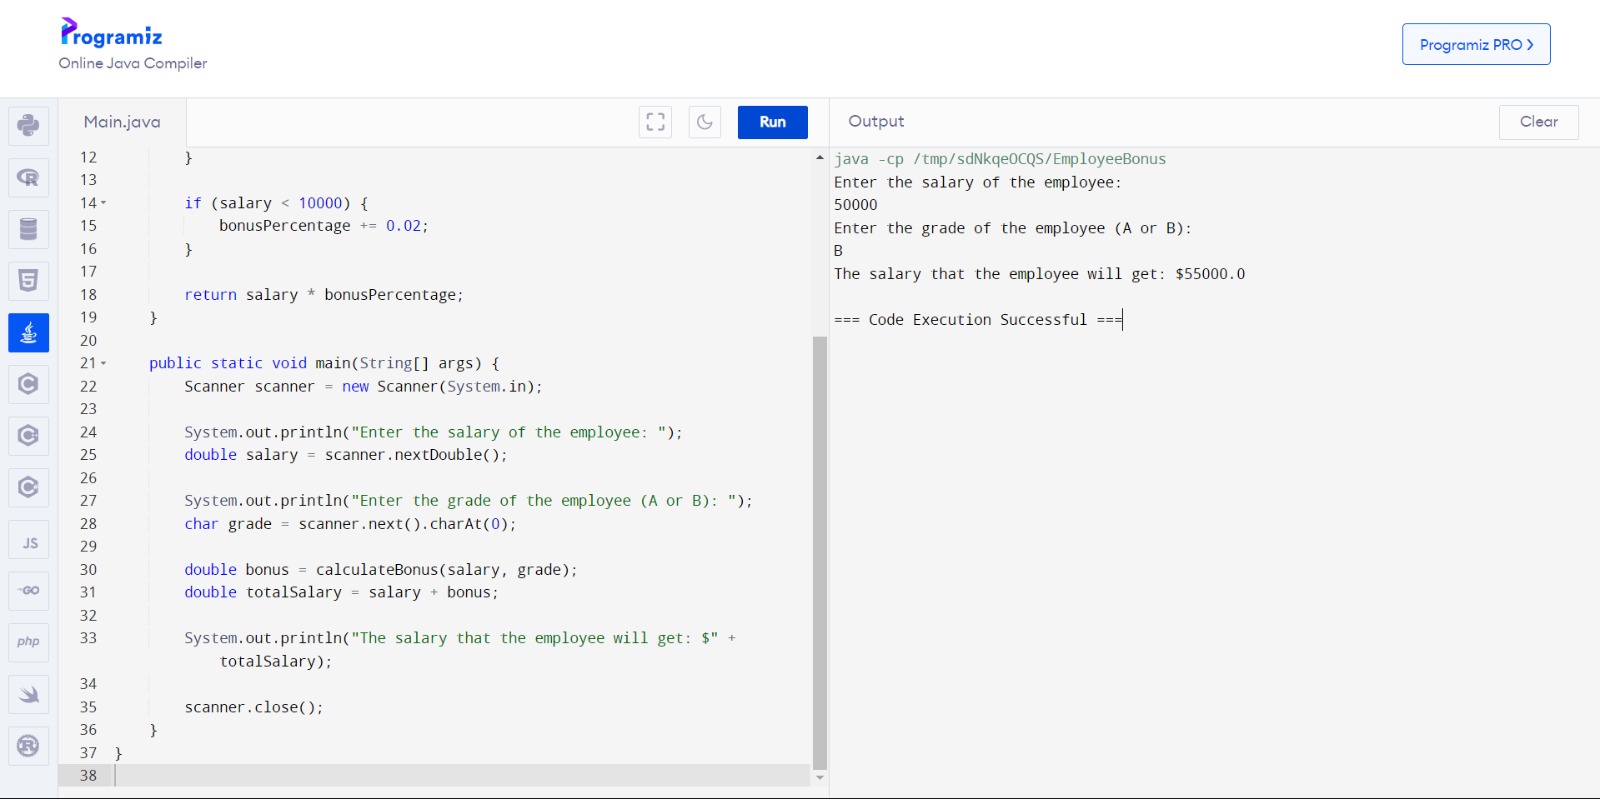 Programiz
Online Java Compiler
Programiz PRO ❯
Main.java
Run
Output
Clear
12 }
13
14 if (salary < 10000) {
15 bonusPercentage += 0.02;
16 }
17
18 return salary * bonusPercentage;
19 }
20
21 public static void main(String[] args) {
22 Scanner scanner = new Scanner(System.in);
23
24 System.out.println("Enter the salary of the employee: ");
25 double salary = scanner.nextDouble();
26
27 System.out.println("Enter the grade of the employee (A or B): ");
28 char grade = scanner.next().charAt(0);
29
30 double bonus = calculateBonus(salary, grade);
31 double totalSalary = salary + bonus;
32
33 System.out.println("The salary that the employee will get: $" +
totalSalary);
34
35 scanner.close();
36 }
37 }
38
java -cp /tmp/sdNkqeOCQS/EmployeeBonus
Enter the salary of the employee:
50000
Enter the grade of the employee (A or B):
B
The salary that the employee will get: $55000.0
=== Code Execution Successful ===
R
5
C
C
C
JS
GO
php
R